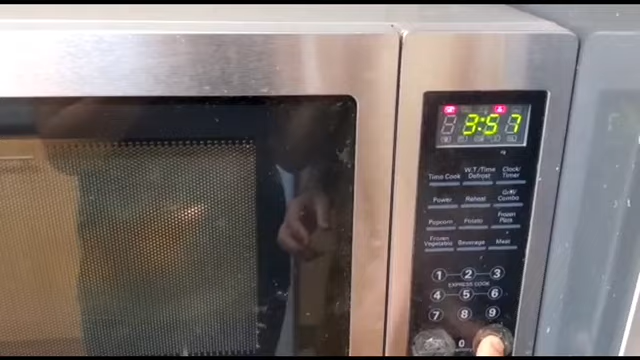 3:57
Time Cook W.T./Time Defrost Clock/Timer
Power Reheat Grill/Combo
Popcorn Potato Frozen Pizza
Frozen Vegetable Beverage Meat
1 2 3
EXPRESS COOK
4 5 6
7 8 9
0